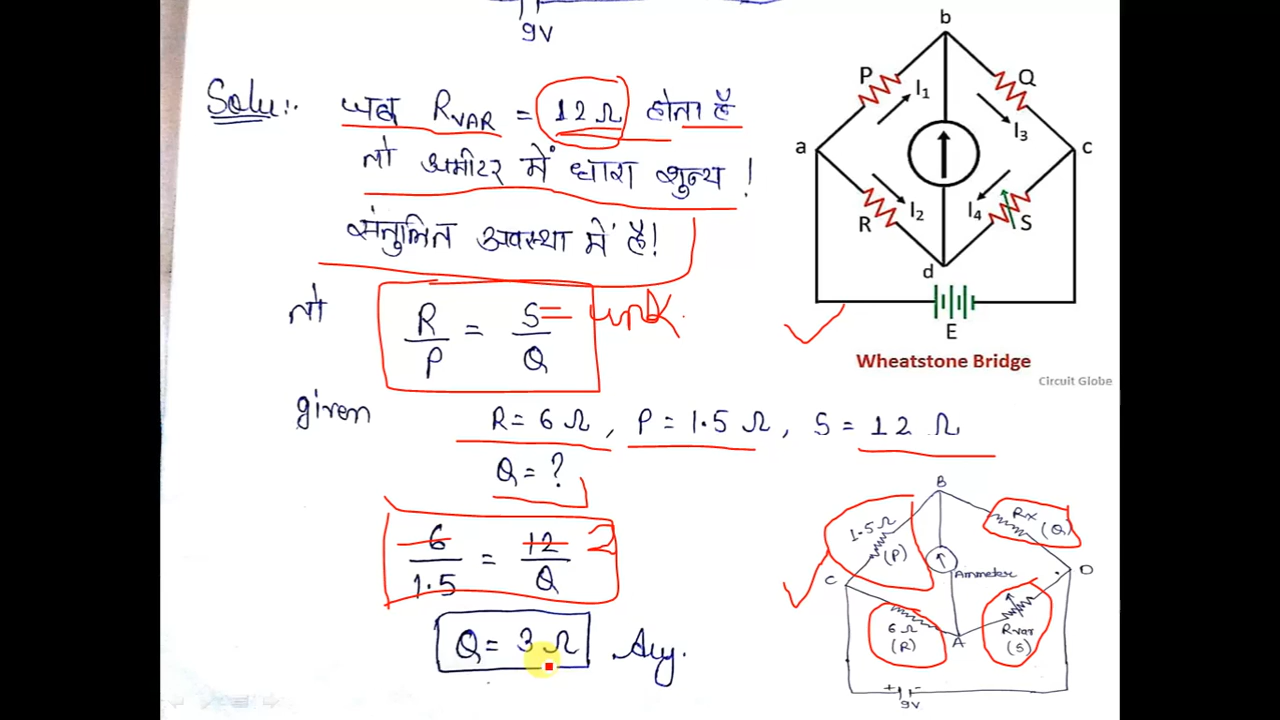 9V
Solu:. जब RVAR = 12 Ω होता है
तो अमीटर में धारा शुन्य !
संतुलित अवस्था में है!
तो R/P = S/Q = unk.
given R = 6 Ω, P = 1.5 Ω, S = 12 Ω
Q = ?
6/1.5 = 12/Q 2
Q = 3 Ω Ans.
b
P Q
I1 I3
a c
R I2 I4 S
d
E
Wheatstone Bridge
Circuit Globe
B
1.5 Ω (P) Rx (Q)
C Ammeter D
6 Ω (R) A Rvar (S)
+ -
9V